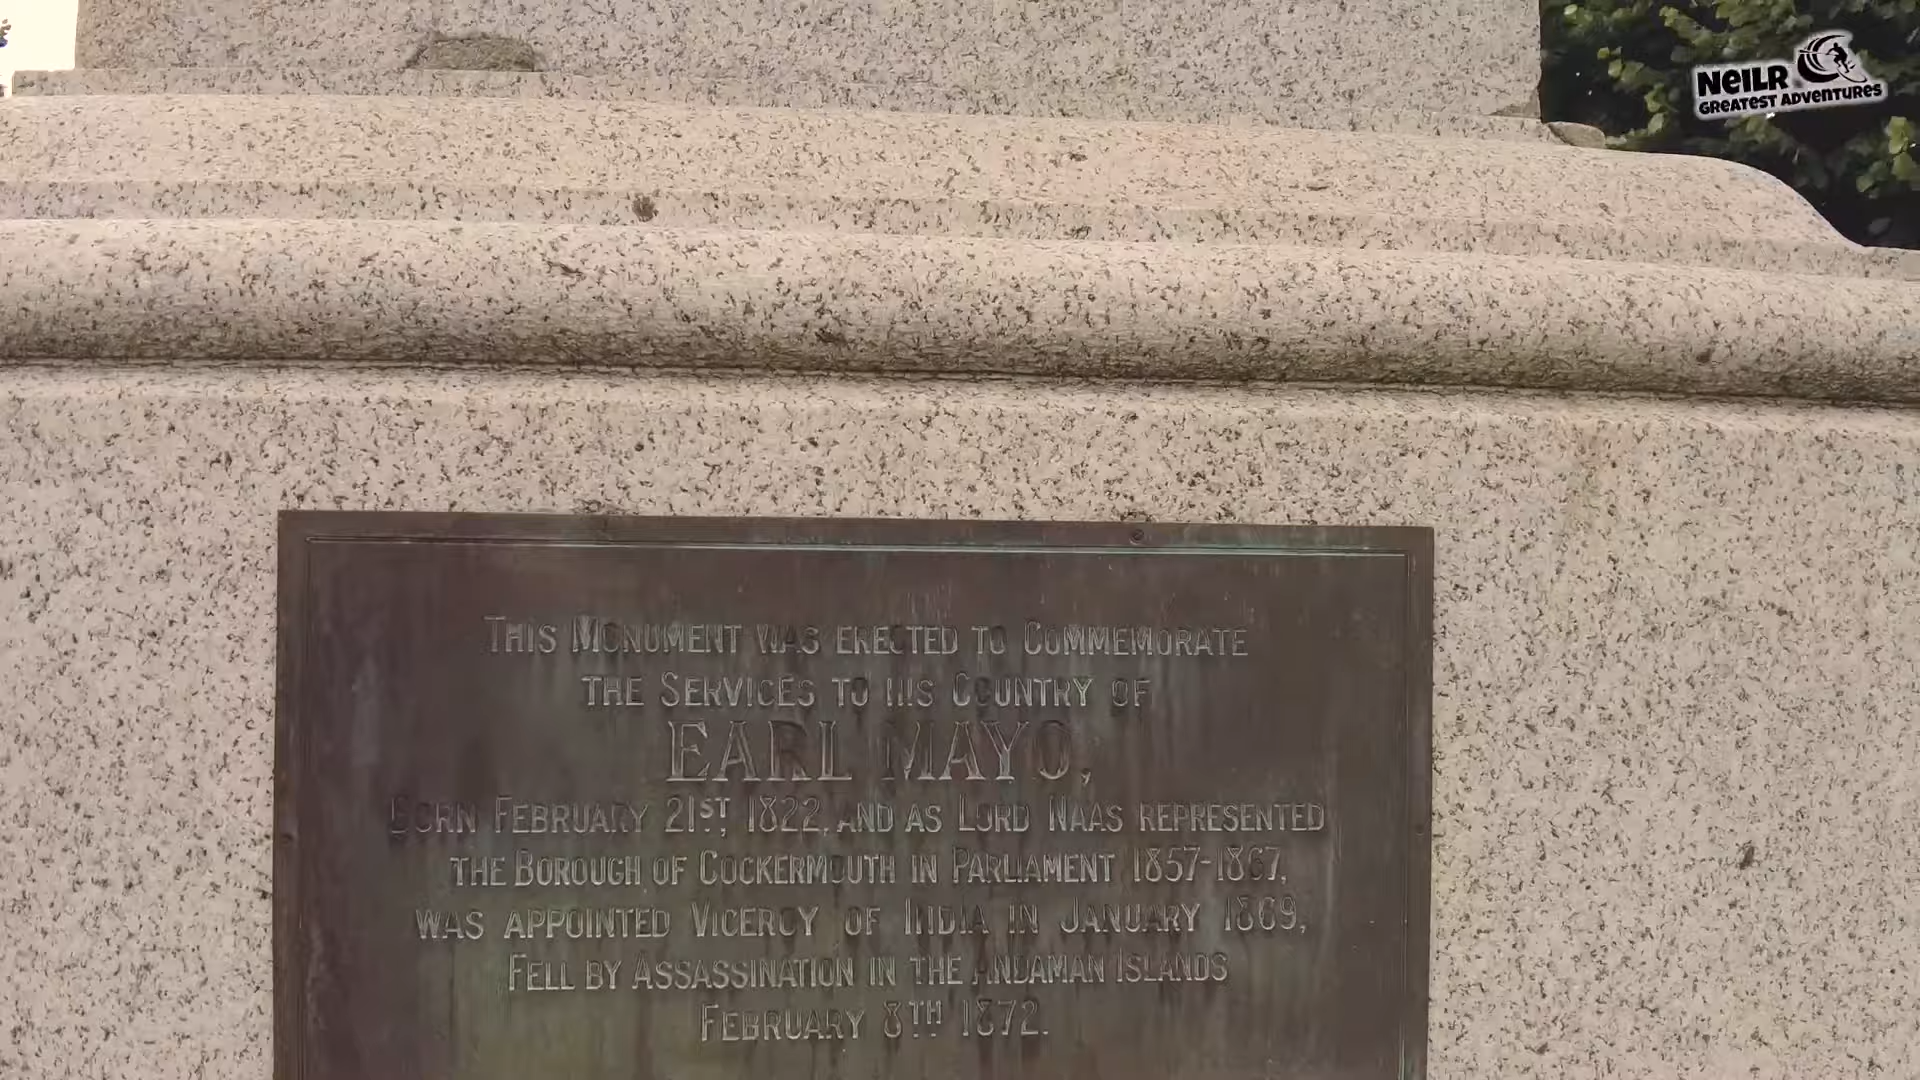 NEILR
GREATEST ADVENTURES
THIS MONUMENT WAS ERECTED TO COMMEMORATE
THE SERVICES TO HIS COUNTRY OF
EARL MAYO,
BORN FEBRUARY 21ST, 1822, AND AS LORD NAAS REPRESENTED
THE BOROUGH OF COCKERMOUTH IN PARLIAMENT 1857-1867,
WAS APPOINTED VICEROY OF INDIA IN JANUARY 1869,
FELL BY ASSASSINATION IN THE ANDAMAN ISLANDS
FEBRUARY 8TH 1872.